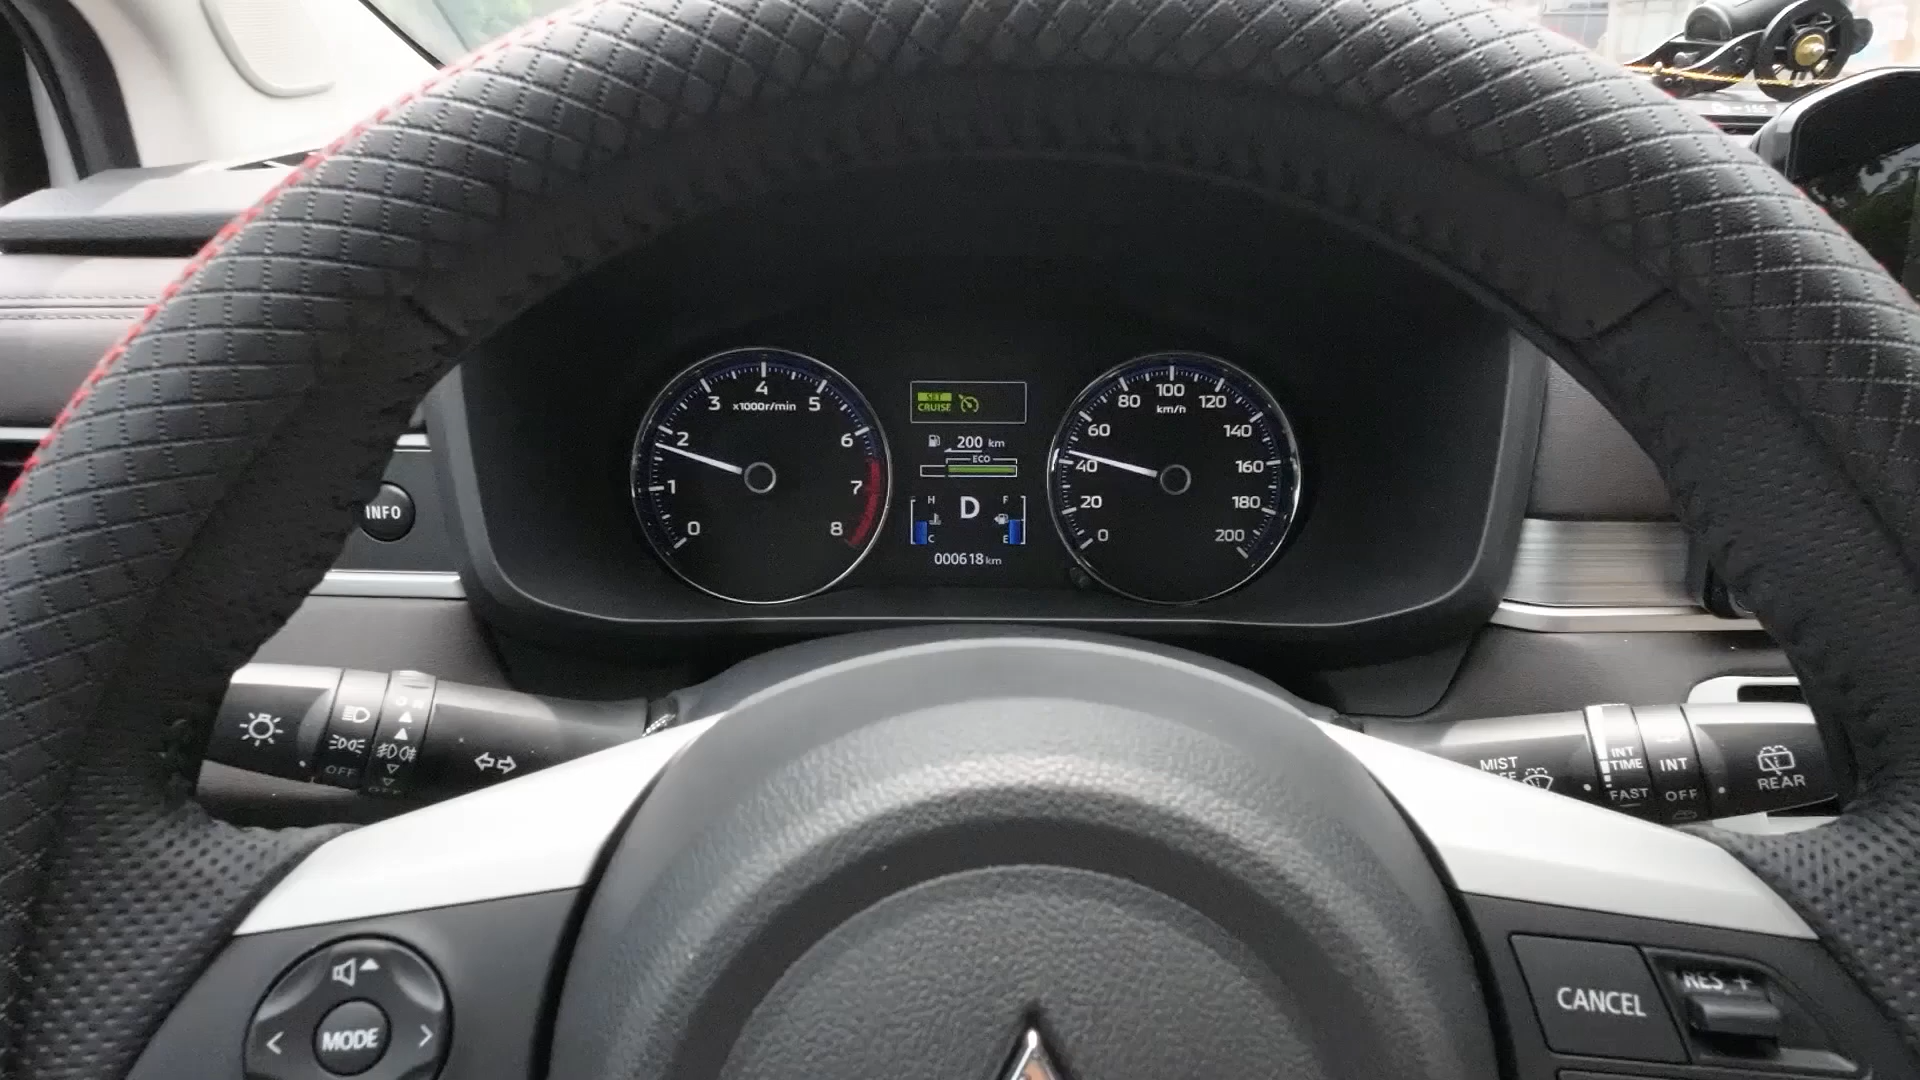 4
3
5
x1000r/min
2
6
1
7
0
8
SET
CRUISE
200 km
ECO
H
F
D
C
E
000618 km
100
80
120
km/h
60
140
40
160
20
180
0
200
INFO
OFF
MIST
INT
TIME
FAST
INT
OFF
REAR
MODE
CANCEL
RES +